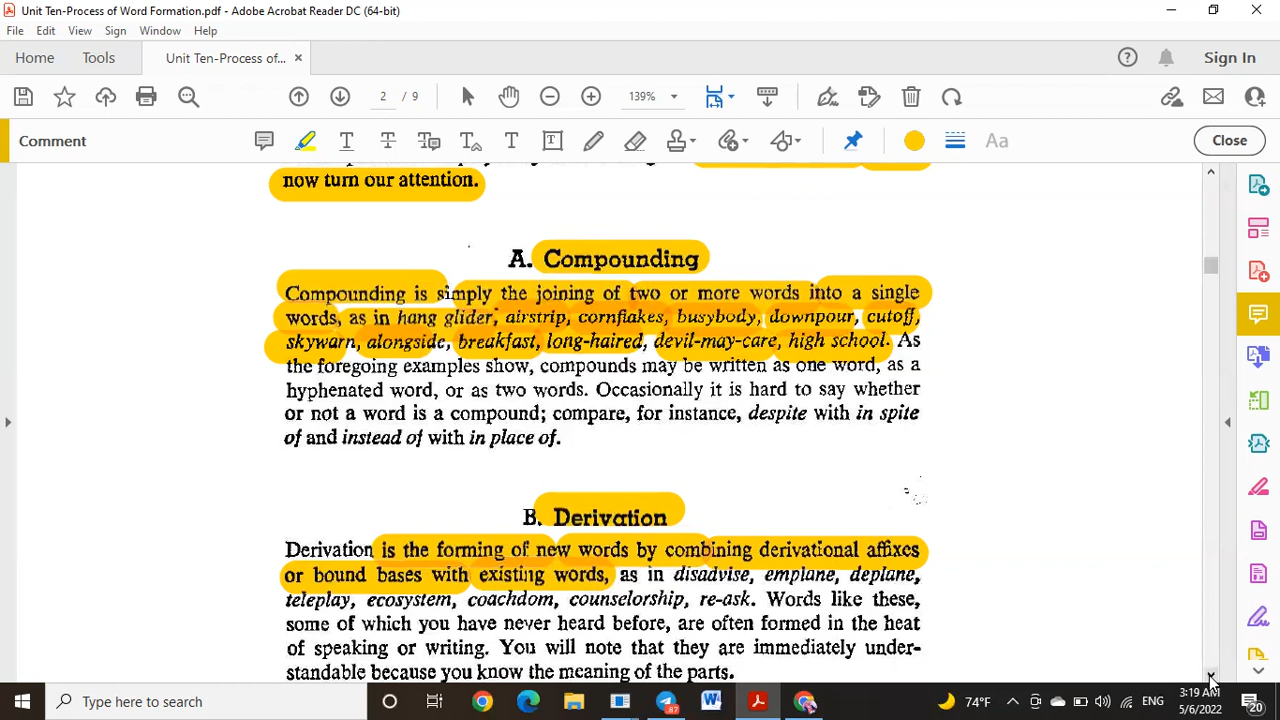 Unit Ten-Process of Word Formation.pdf - Adobe Acrobat Reader DC (64-bit)
File Edit View Sign Window Help
Home Tools Unit Ten-Process of... × Sign In
2 / 9 139%
Comment Aa Close
now turn our attention.
A. Compounding
Compounding is simply the joining of two or more words into a single
words, as in hang glider, airstrip, cornflakes, busybody, downpour, cutoff,
skywarn, alongside, breakfast, long-haired, devil-may-care, high school. As
the foregoing examples show, compounds may be written as one word, as a
hyphenated word, or as two words. Occasionally it is hard to say whether
or not a word is a compound; compare, for instance, despite with in spite
of and instead of with in place of.
B. Derivation
Derivation is the forming of new words by combining derivational affixes
or bound bases with existing words, as in disadvise, emplane, deplane,
teleplay, ecosystem, coachdom, counselorship, re-ask. Words like these,
some of which you have never heard before, are often formed in the heat
of speaking or writing. You will note that they are immediately under-
standable because you know the meaning of the parts.
Type here to search
87
74°F
ENG
3:19 AM
5/6/2022
20